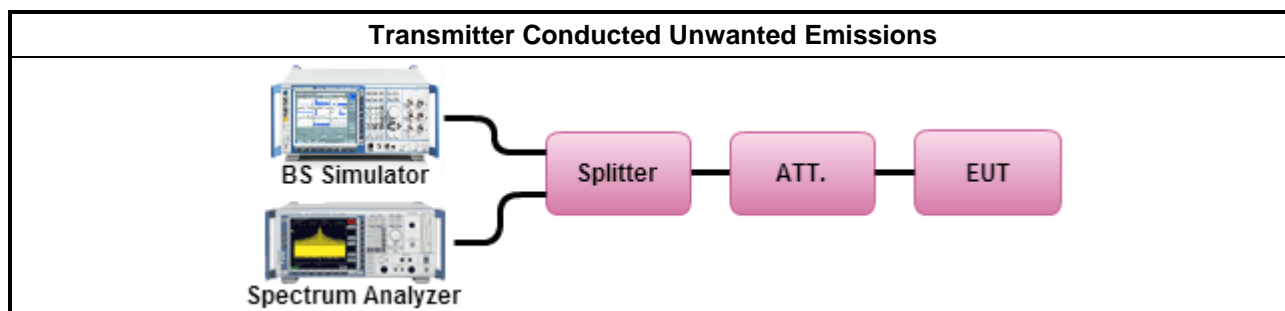 Transmitter Conducted Unwanted Emissions
BS Simulator
Splitter
ATT.
EUT
Spectrum Analyzer